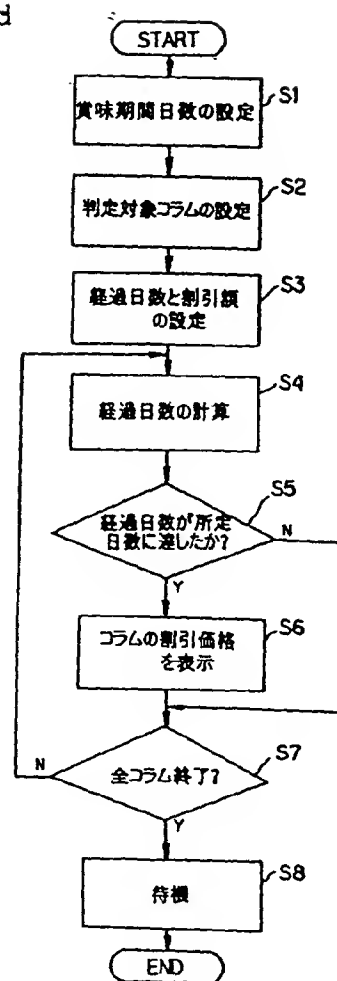 d
START
賞味期間日数の設定
S1
判定対象コラムの設定
S2
経過日数と割引額
の設定
S3
経過日数の計算
S4
経過日数が所定
日数に達したか?
S5
N
Y
コラムの割引価格
を表示
S6
全コラム終了?
S7
N
Y
待機
S8
END